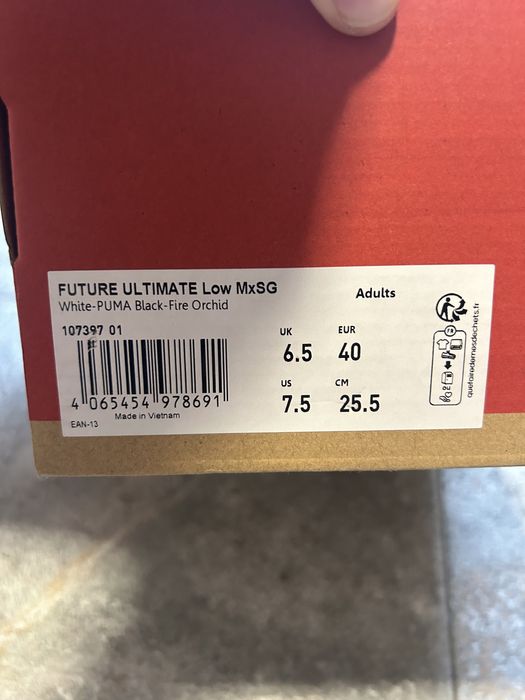 FUTURE ULTIMATE Low MxSG
White-PUMA Black-Fire Orchid
Adults
107397 01
4 065454 978691
Made in Vietnam
EAN-13
UK EUR
6.5 40
US CM
7.5 25.5
quefairedemesdechets.fr